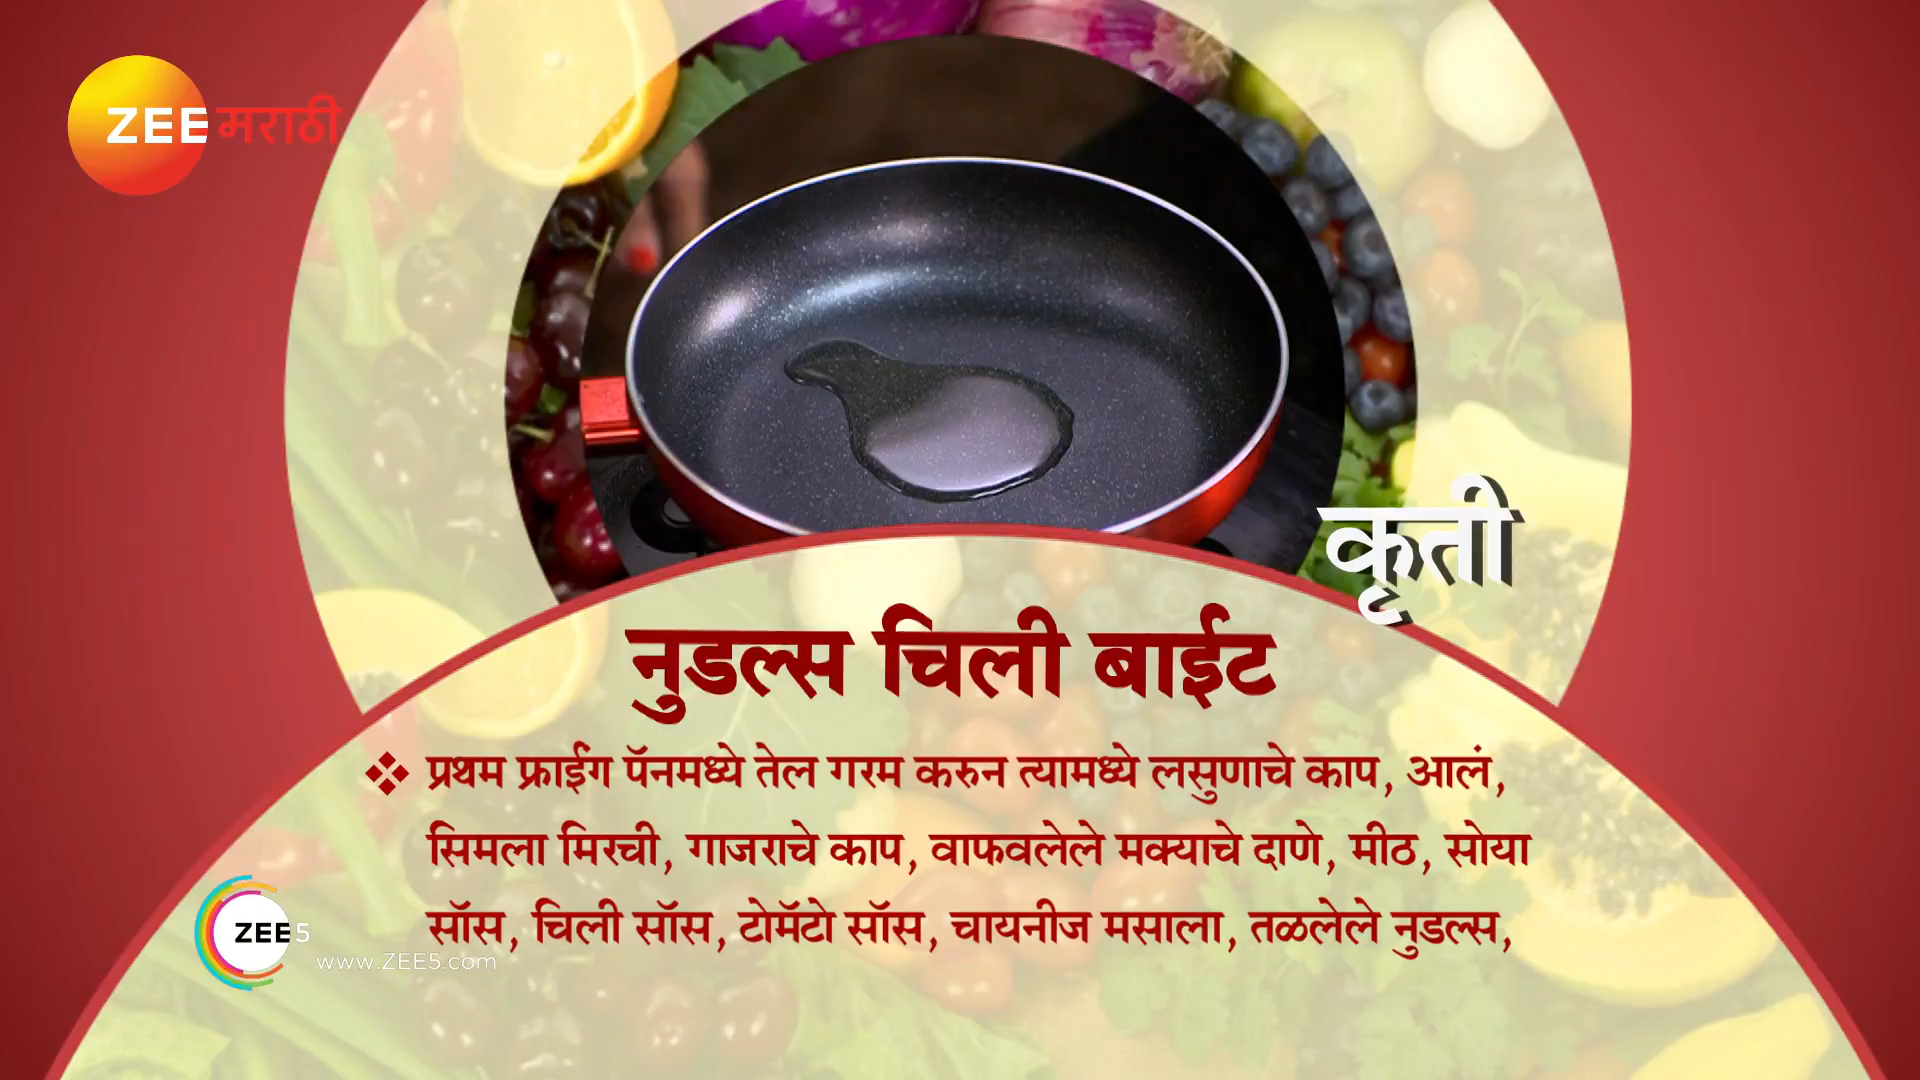 ZEE मराठी
कृती
नुडल्स चिली बाईट
❖ प्रथम फ्राईंग पॅनमध्ये तेल गरम करुन त्यामध्ये लसुणाचे काप, आलं,
सिमला मिरची, गाजराचे काप, वाफवलेले मक्याचे दाणे, मीठ, सोया
सॉस, चिली सॉस, टोमॅटो सॉस, चायनीज मसाला, तळलेले नुडल्स,
ZEE5
www.ZEE5.com